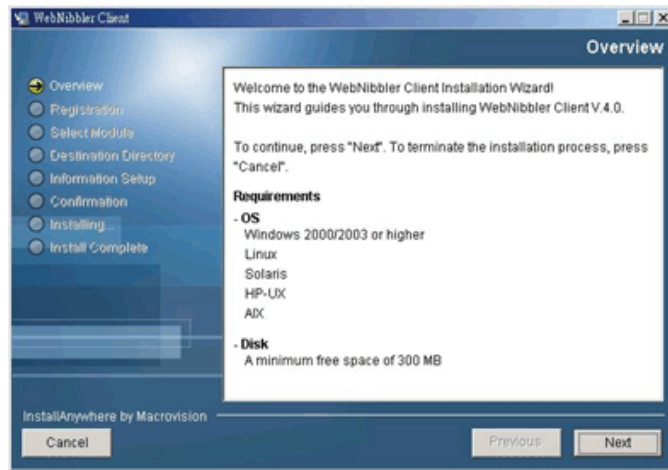 WebNibbler Client
Overview
Overview
Registration
Select Module
Destination Directory
Information Setup
Confirmation
Installing...
Install Complete
Welcome to the WebNibbler Client Installation Wizard!
This wizard guides you through installing WebNibbler Client V.4.0.
To continue, press "Next". To terminate the installation process, press
"Cancel".
Requirements
- OS
Windows 2000/2003 or higher
Linux
Solaris
HP-UX
AIX
- Disk
A minimum free space of 300 MB
InstallAnywhere by Macrovision
Cancel
Previous
Next